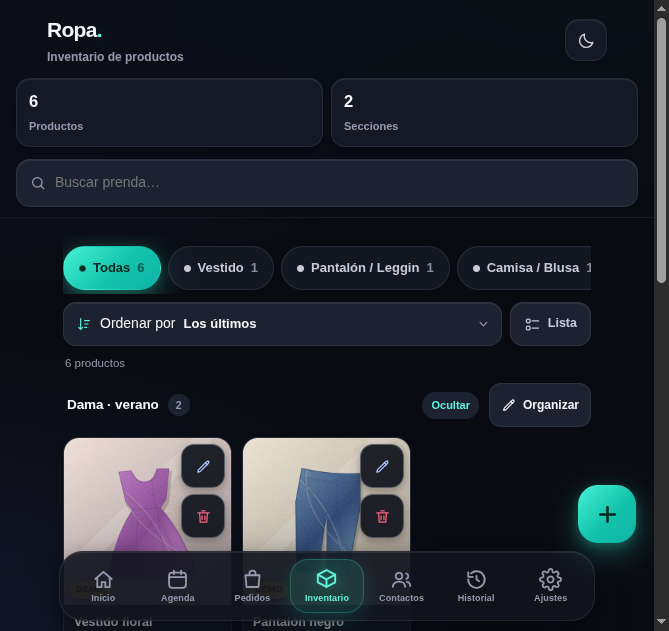 Ropa.
Inventario de productos
6
Productos
2
Secciones
Buscar prenda…
Todas 6
Vestido 1
Pantalón / Leggin 1
Camisa / Blusa 1
Ordenar por Los últimos
Lista
6 productos
Dama · verano 2
Ocultar
Organizar
Inicio
Agenda
Pedidos
Inventario
Contactos
Historial
Ajustes
Vestido floral
Pantalón negro